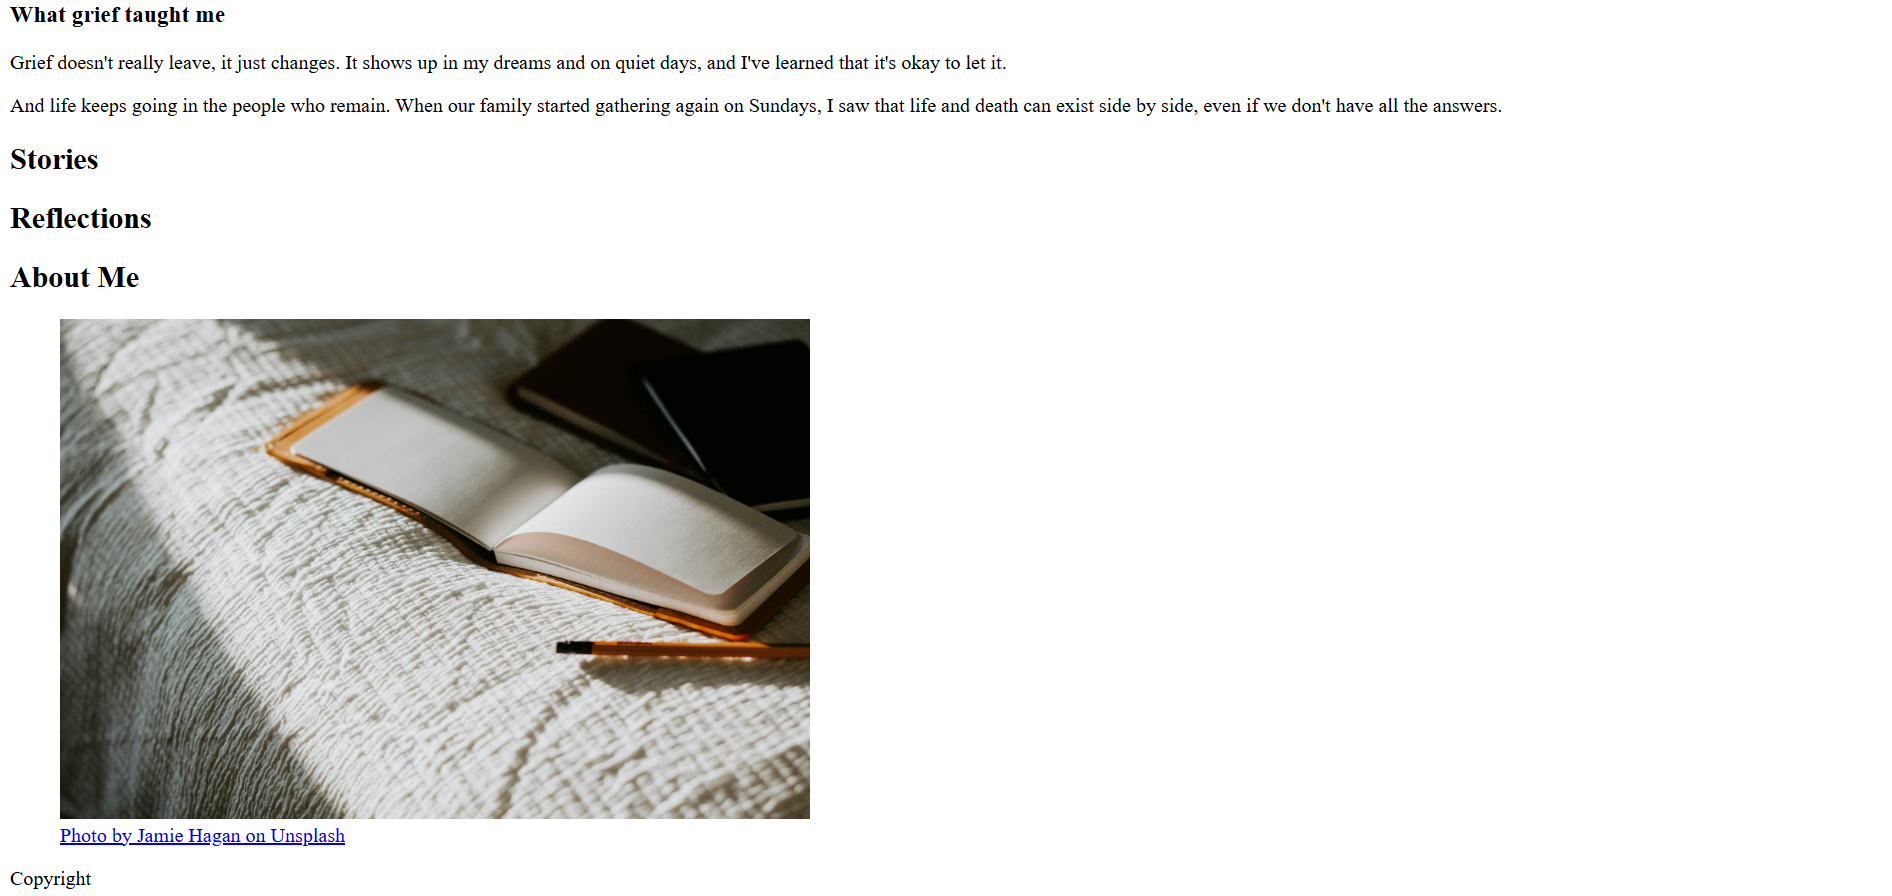 What grief taught me
Grief doesn't really leave, it just changes. It shows up in my dreams and on quiet days, and I've learned that it's okay to let it.
And life keeps going in the people who remain. When our family started gathering again on Sundays, I saw that life and death can exist side by side, even if we don't have all the answers.
Stories
Reflections
About Me
Photo by Jamie Hagan on Unsplash
Copyright